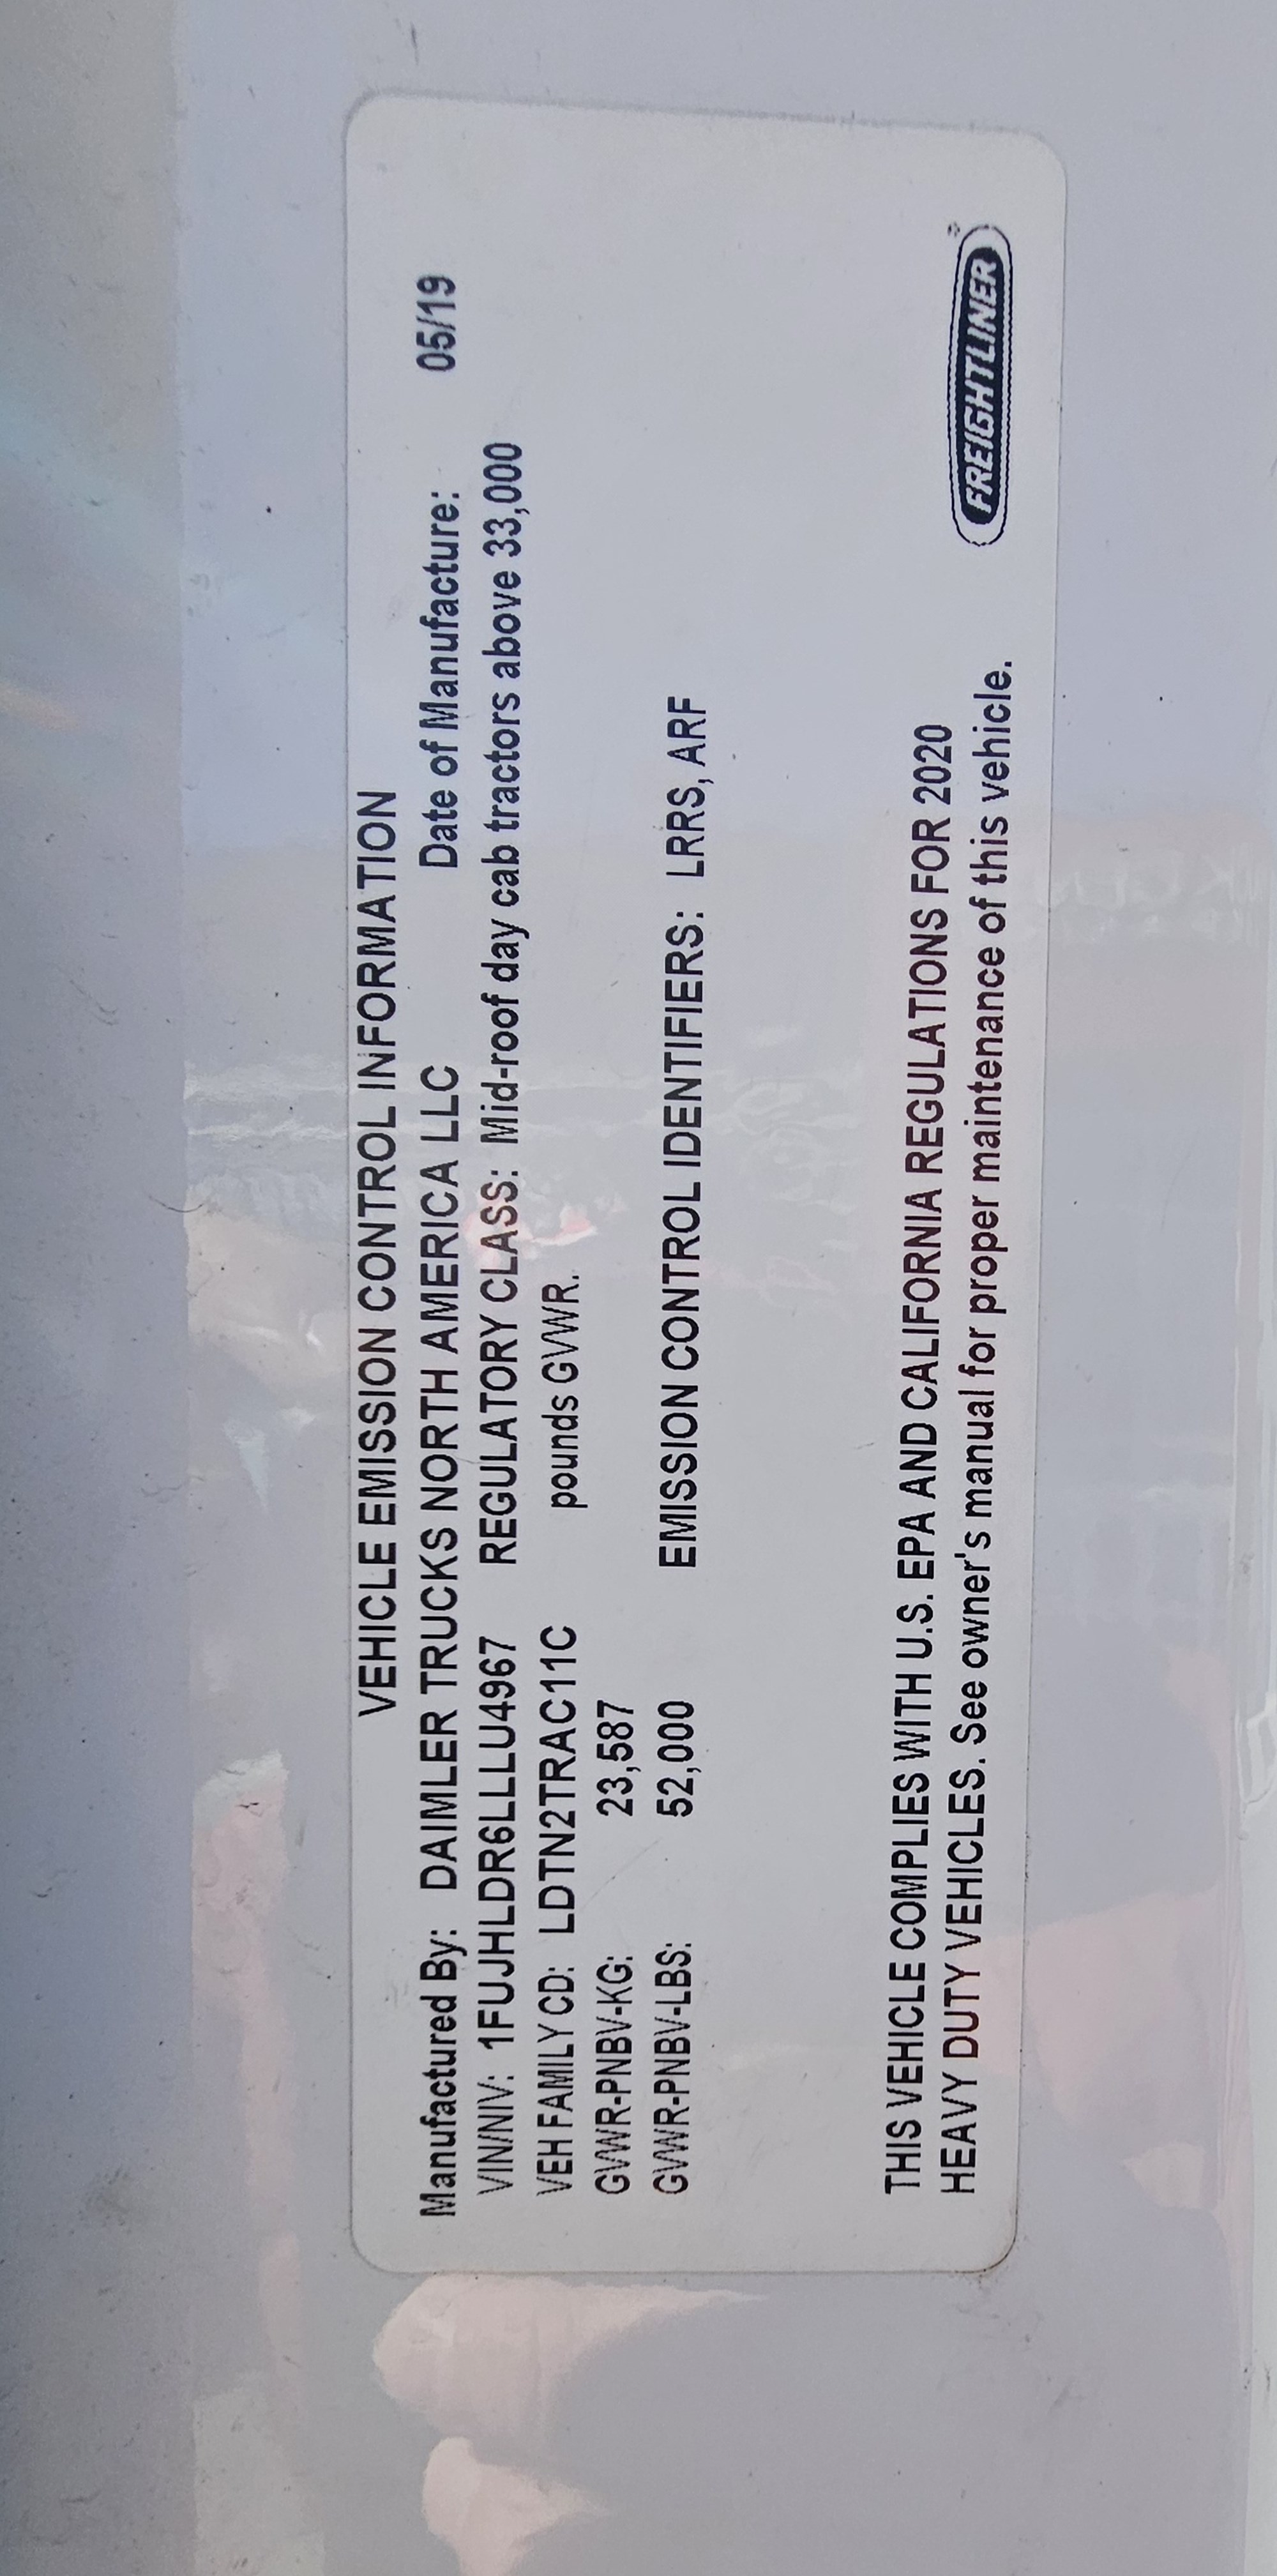 VEHICLE EMISSION CONTROL INFORMATION
Manufactured By: DAIMLER TRUCKS NORTH AMERICA LLC Date of Manufacture: 05/19
VIN/NIV: 1FUJHLDR6LLLU4967 REGULATORY CLASS: Mid-roof day cab tractors above 33,000
VEH FAMILY CD: LDTN2TRAC11C pounds GVWR.
GVWR-PNBV-KG: 23,587
GVWR-PNBV-LBS: 52,000 EMISSION CONTROL IDENTIFIERS: LRRS, ARF
THIS VEHICLE COMPLIES WITH U.S. EPA AND CALIFORNIA REGULATIONS FOR 2020
HEAVY DUTY VEHICLES. See owner's manual for proper maintenance of this vehicle.
FREIGHTLINER